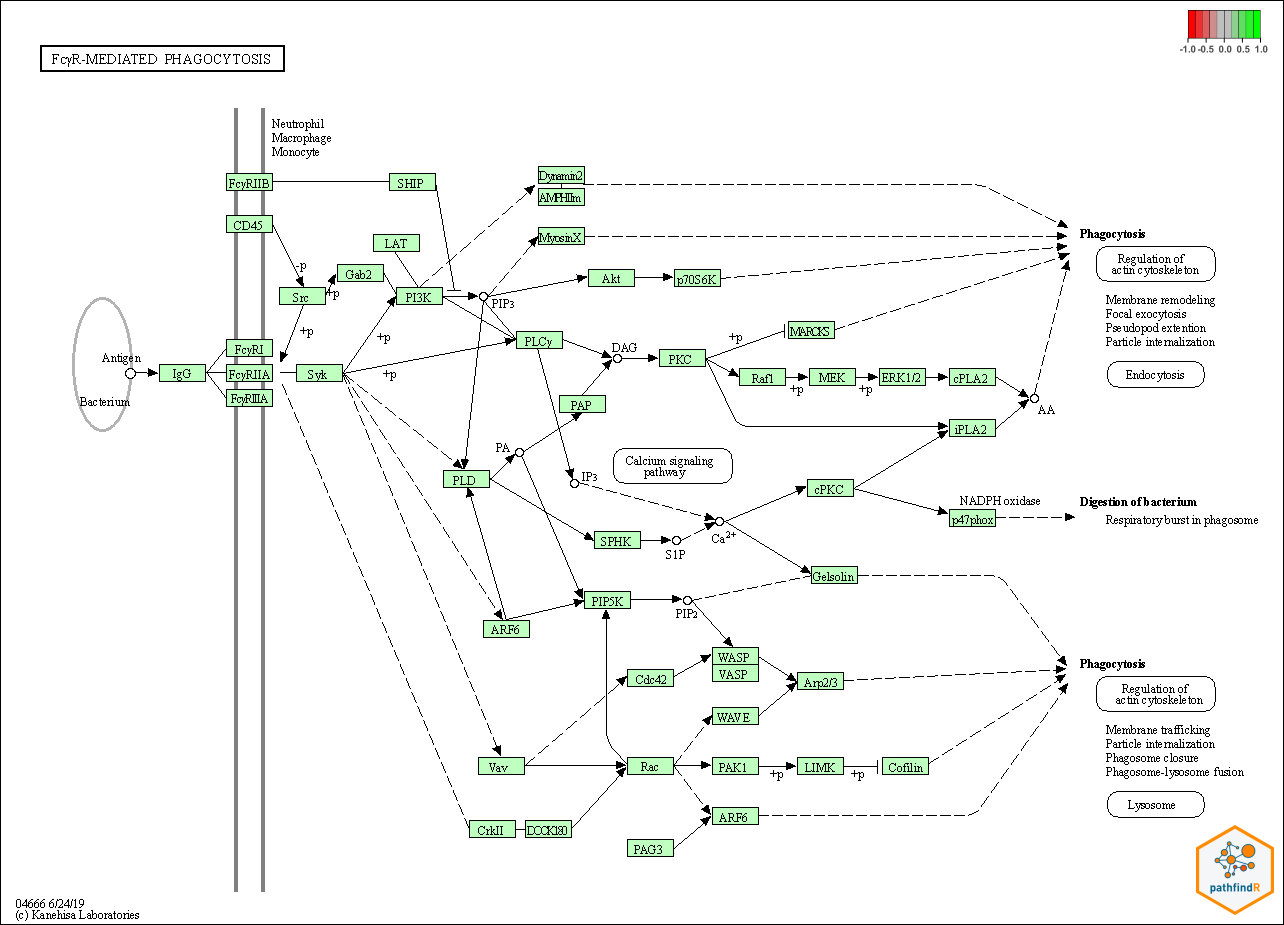 FcγR-MEDIATED PHAGOCYTOSIS
-1.0 -0.5 0.0 0.5 1.0
Neutrophil
Macrophage
Monocyte
FcγRIIB
SHIP
Dynamin2
AMPHIIm
CD45
LAT
MyosinX
Phagocytosis
Regulation of
actin cytoskeleton
-p
Gab2
+p
Src
PI3K
PIP3
Akt
p70S6K
Membrane remodeling
Focal exocytosis
Pseudopod extention
Particle internalization
+p
+p
PLCγ
DAG
+p
MARCKS
Antigen
IgG
FcγRI
FcγRIIA
FcγRIIIA
Syk
+p
PKC
Raf1
+p
MEK
+p
ERK1/2
cPLA2
Endocytosis
Bacterium
PAP
AA
iPLA2
PA
PLD
IP3
Calcium signaling
pathway
cPKC
NADPH oxidase
p47phox
Digestion of bacterium
Respiratory burst in phagosome
SPHK
S1P
Ca2+
Gelsolin
PIP5K
PIP2
ARF6
WASP
VASP
Cdc42
Arp2/3
Phagocytosis
Regulation of
actin cytoskeleton
WAVE
Membrane trafficking
Particle internalization
Phagosome closure
Phagosome-lysosome fusion
Vav
Rac
PAK1
+p
LIMK
+p
Cofilin
Lysosome
CrkII
DOCK180
ARF6
PAG3
pathfindR
04666 6/24/19
(c) Kanehisa Laboratories